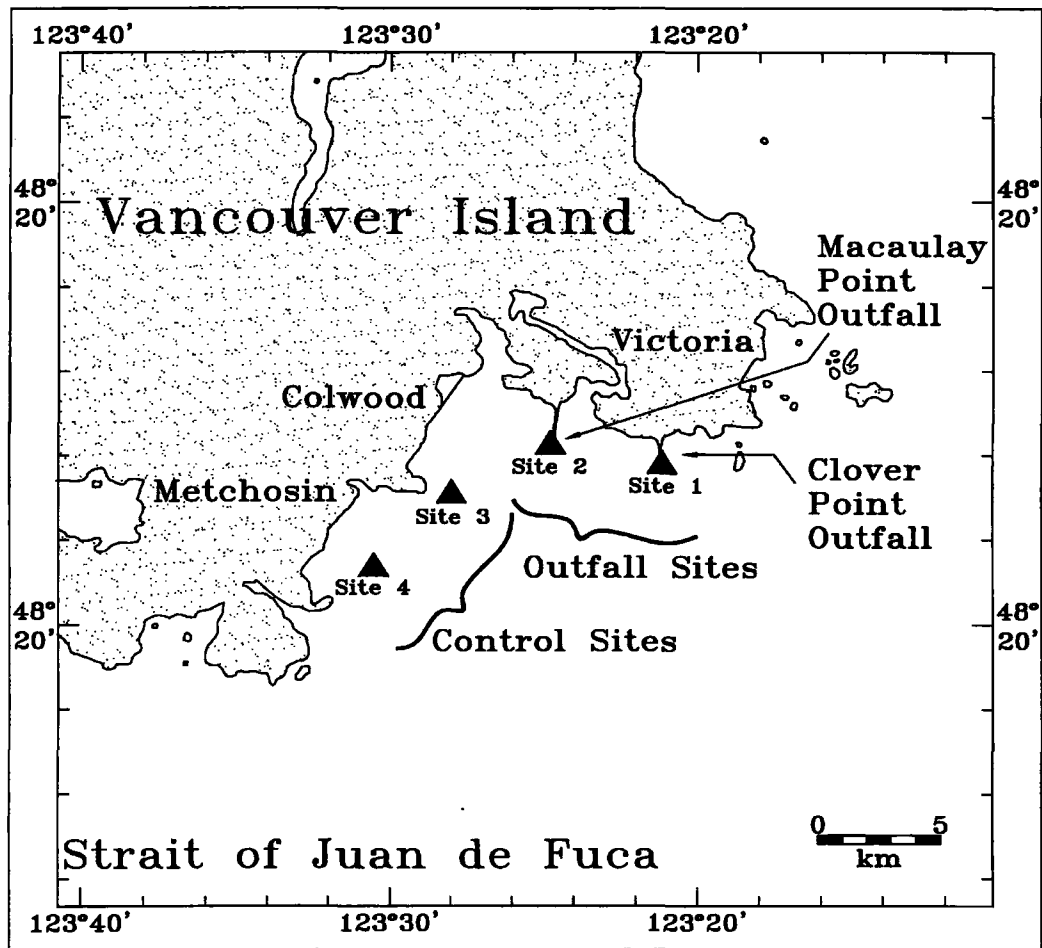 123°40'
123°30'
123°20'
48°
20'
48°
20'
Vancouver Island
Macaulay
Point
Outfall
Victoria
Colwood
Site 2
Site 1
Metchosin
Site 3
Clover
Point
Outfall
Outfall Sites
Site 4
48°
20'
48°
20'
Control Sites
0 5
km
Strait of Juan de Fuca
123°40'
123°30'
123°20'